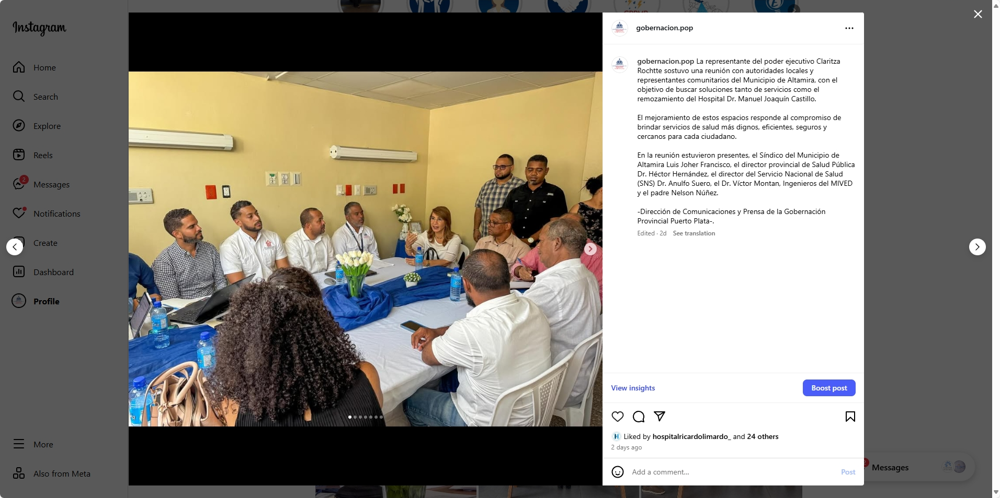 Instagram
Home
Search
Explore
Reels
2
Messages
Notifications
Create
Dashboard
Profile
More
Also from Meta
gobernacion.pop
gobernacion.pop La representante del poder ejecutivo Claritza
Rochtte sostuvo una reunión con autoridades locales y
representantes comunitarios del Municipio de Altamira, con el
objetivo de buscar soluciones tanto de servicios como el
remozamiento del Hospital Dr. Manuel Joaquín Castillo.
El mejoramiento de estos espacios responde al compromiso de
brindar servicios de salud más dignos, eficientes, seguros y
cercanos para cada ciudadano.
En la reunión estuvieron presentes, el Síndico del Municipio de
Altamira Luis Joher Francisco, el director provincial de Salud Pública
Dr. Héctor Hernández, el director del Servicio Nacional de Salud
(SNS) Dr. Anulfo Suero, el Dr. Víctor Montan, Ingenieros del MIVED
y el padre Nelson Núñez.
-Dirección de Comunicaciones y Prensa de la Gobernación
Provincial Puerto Plata-.
Edited · 2d See translation
View insights
Boost post
Liked by hospitalricardolimardo_ and 24 others
2 days ago
Add a comment...
Post
Messages